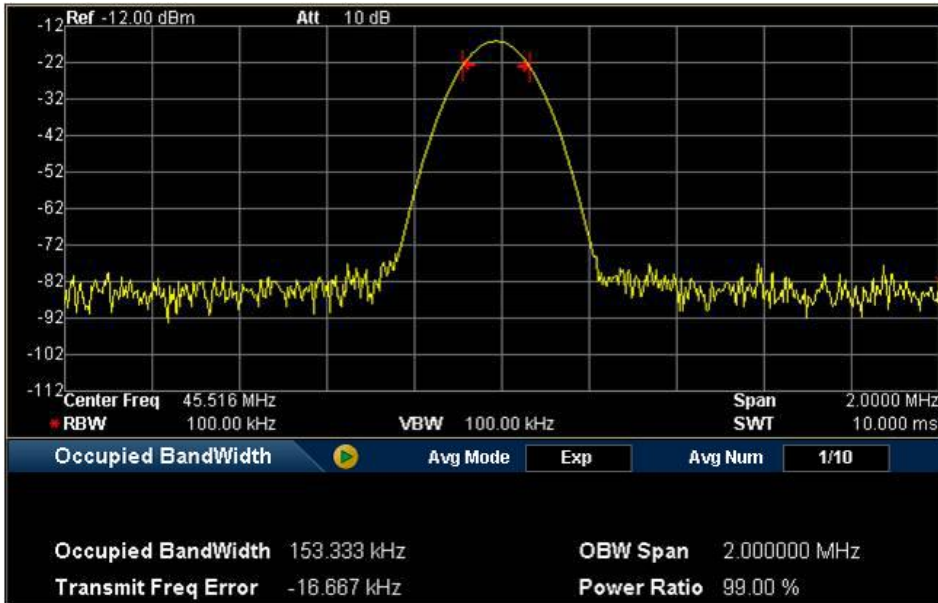 Ref -12.00 dBm Att 10 dB
-12
-22
-32
-42
-52
-62
-72
-82
-92
-102
-112
Center Freq 45.516 MHz Span 2.0000 MHz
*RBW 100.00 kHz VBW 100.00 kHz SWT 10.000 ms
Occupied BandWidth Avg Mode Exp Avg Num 1/10
Occupied BandWidth 153.333 kHz OBW Span 2.000000 MHz
Transmit Freq Error -16.667 kHz Power Ratio 99.00 %